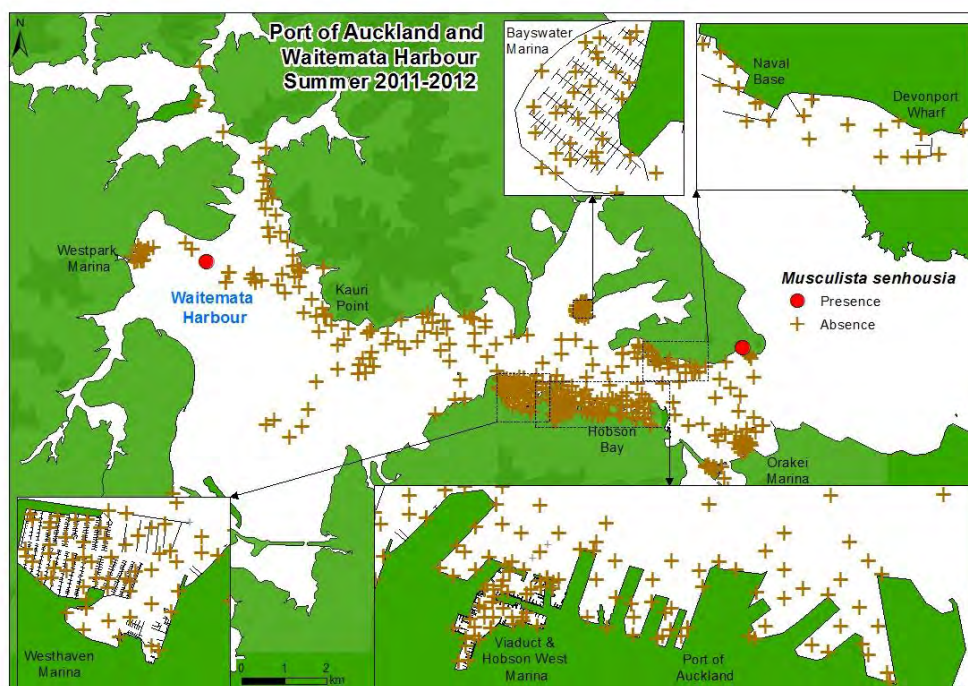 N
Port of Auckland and
Waitemata Harbour
Summer 2011-2012
Bayswater
Marina
Naval
Base
Devonport
Wharf
Westpark
Marina
Waitemata
Harbour
Kauri
Point
Musculista senhousia
Presence
Absence
Hobson
Bay
Orakei
Marina
Westhaven
Marina
0 1 2
km
Viaduct &
Hobson West
Marina
Port of
Auckland